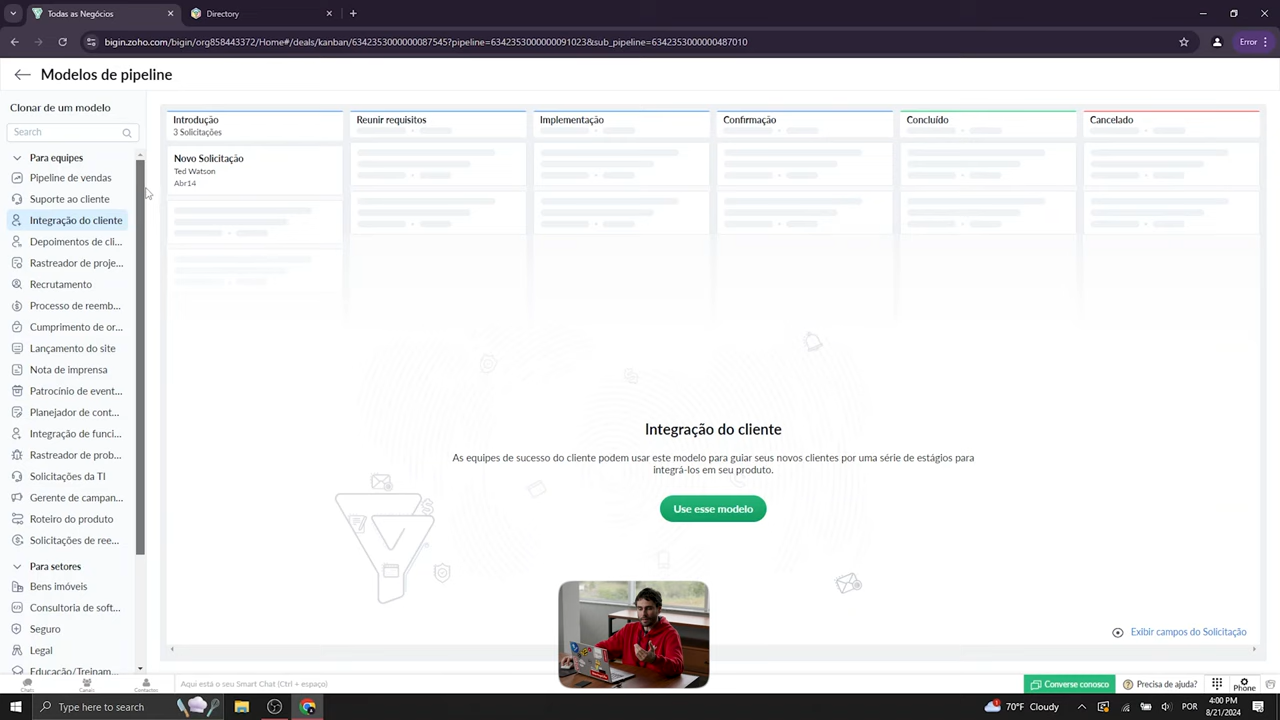 Todas as Negócios
Directory
bigin.zoho.com/bigin/org858443372/Home#/deals/kanban/6342353000000087545?pipeline=6342353000000091023&sub_pipeline=6342353000000487010
Error
Modelos de pipeline
Clonar de um modelo
Search
Para equipes
Pipeline de vendas
Suporte ao cliente
Integração do cliente
Depoimentos de cli...
Rastreador de proje...
Recrutamento
Processo de reemb...
Cumprimento de or...
Lançamento do site
Nota de imprensa
Patrocínio de event...
Planejador de cont...
Integração de funci...
Rastreador de prob...
Solicitações da TI
Gerente de campan...
Roteiro do produto
Solicitações de ree...
Para setores
Bens imóveis
Consultoria de soft...
Seguro
Legal
Educação/Treinam...
Introdução
3 Solicitações
Novo Solicitação
Ted Watson
Abr14
Reunir requisitos
Implementação
Confirmação
Concluído
Cancelado
Integração do cliente
As equipes de sucesso do cliente podem usar este modelo para guiar seus novos clientes por uma série de estágios para
integrá-los em seu produto.
Use esse modelo
Exibir campos do Solicitação
Chats
Canais
Contactos
Aqui está o seu Smart Chat (Ctrl + espaço)
Converse conosco
Precisa de ajuda?
Phone
Type here to search
70°F Cloudy
POR
4:00 PM
8/21/2024